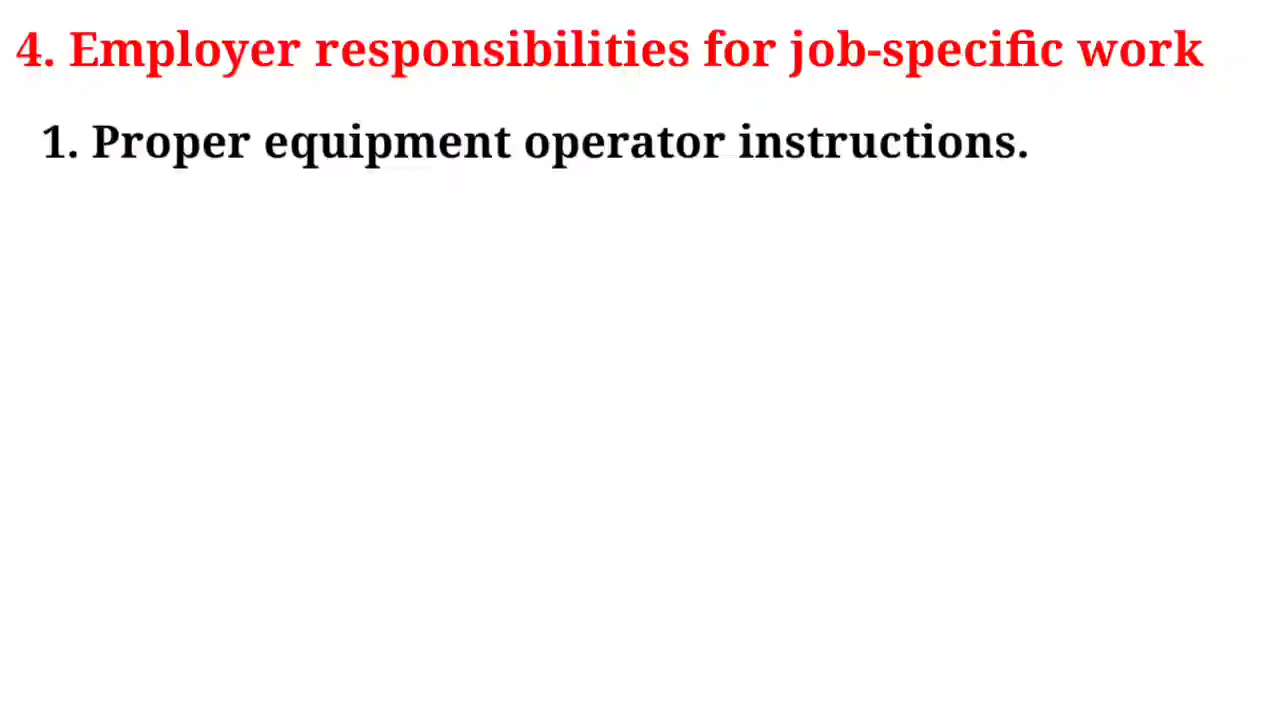 4. Employer responsibilities for job-specific work
1. Proper equipment operator instructions.